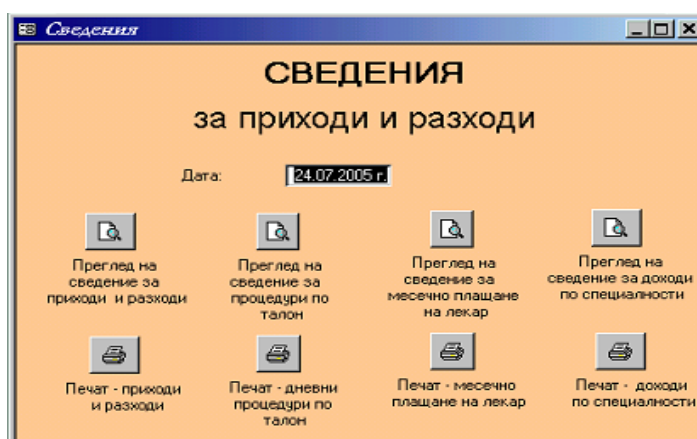 Сведения
СВЕДЕНИЯ
за приходи и разходи
Дата: 24.07.2005 г.
Преглед на
сведение за
приходи и разходи
Преглед на
сведение за
процедури по
талон
Преглед на
сведение за
месечно плащане
на лекар
Преглед на
сведение за доходи
по специалности
Печат - приходи
и разходи
Печат - дневни
процедури по
талон
Печат - месечно
плащане на лекар
Печат - доходи
по специалности